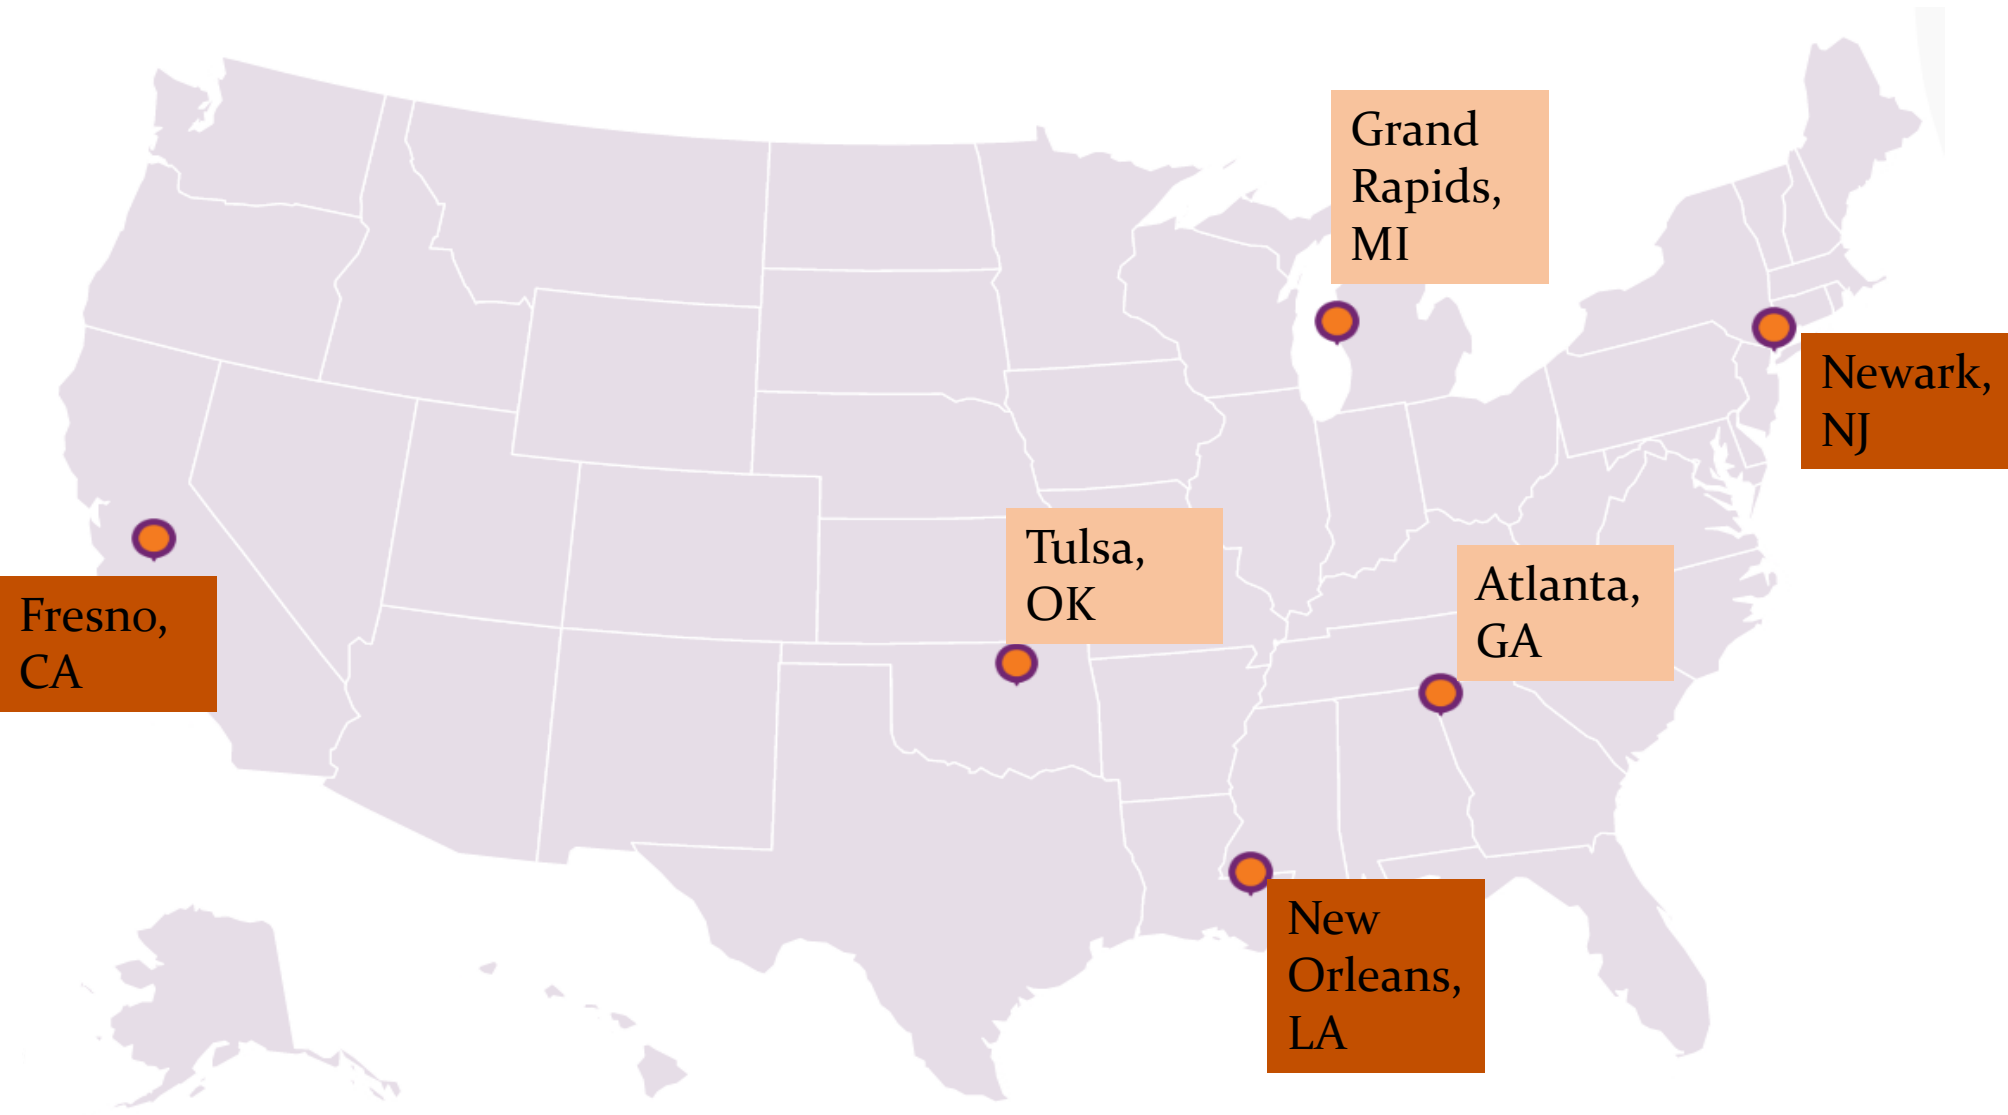 Grand
Rapids,
MI
Newark,
NJ
Tulsa,
OK
Atlanta,
GA
Fresno,
CA
New
Orleans,
LA